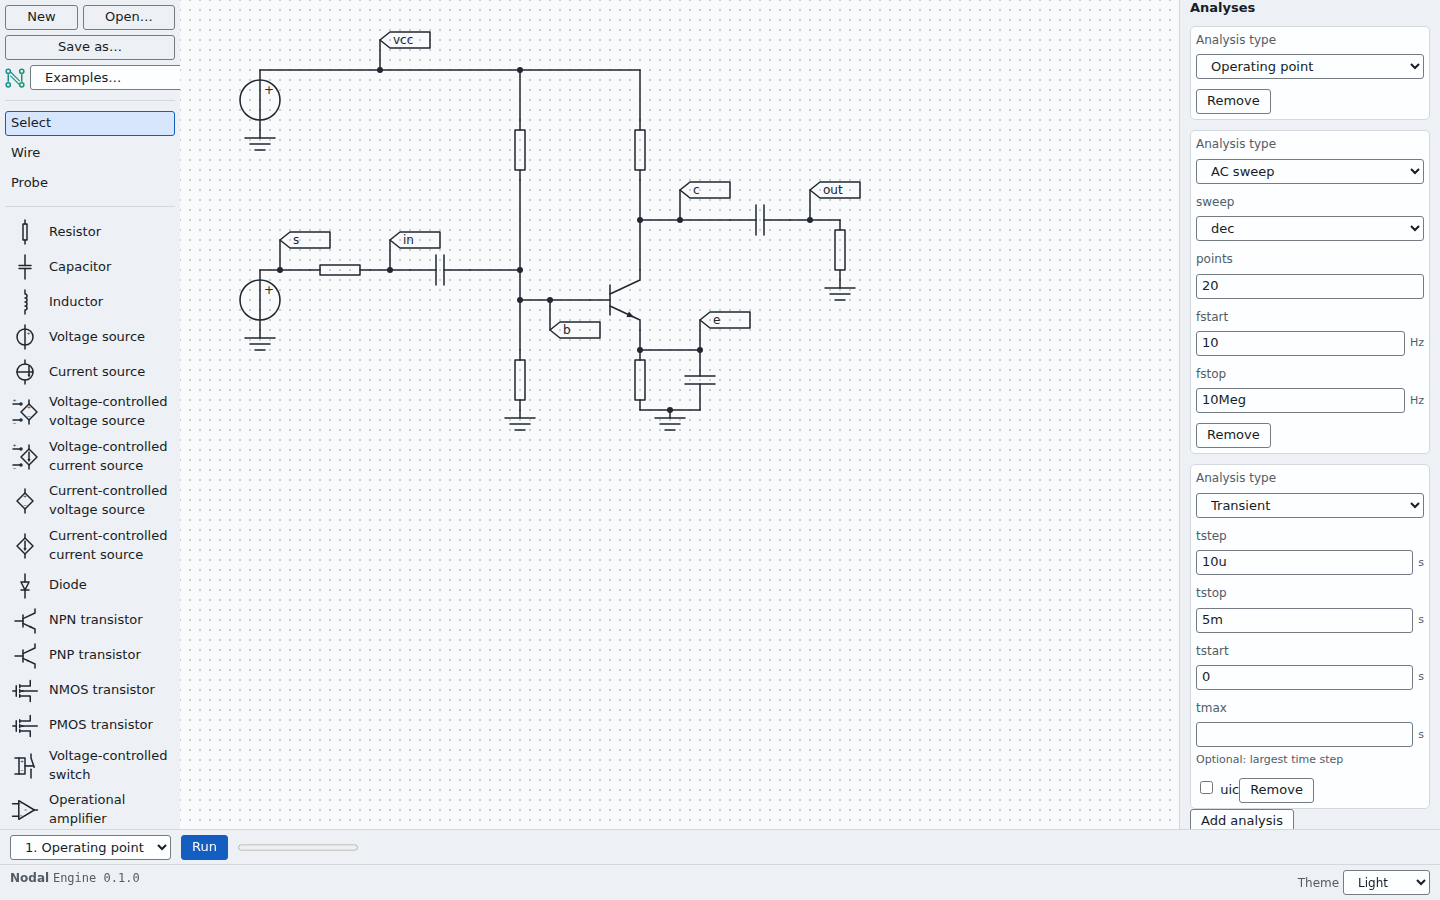 New
Open…
Save as…
Examples…
Select
Wire
Probe
Resistor
Capacitor
Inductor
Voltage source
Current source
Voltage-controlled
voltage source
Voltage-controlled
current source
Current-controlled
voltage source
Current-controlled
current source
Diode
NPN transistor
PNP transistor
NMOS transistor
PMOS transistor
Voltage-controlled
switch
Operational
amplifier
vcc
+
s
in
+
b
c
out
e
Analyses
Analysis type
Operating point
Remove
Analysis type
AC sweep
sweep
dec
points
20
fstart
10 Hz
fstop
10Meg Hz
Remove
Analysis type
Transient
tstep
10u s
tstop
5m s
tstart
0 s
tmax
s
Optional: largest time step
uic Remove
Add analysis
1. Operating point
Run
Nodal Engine 0.1.0
Theme Light